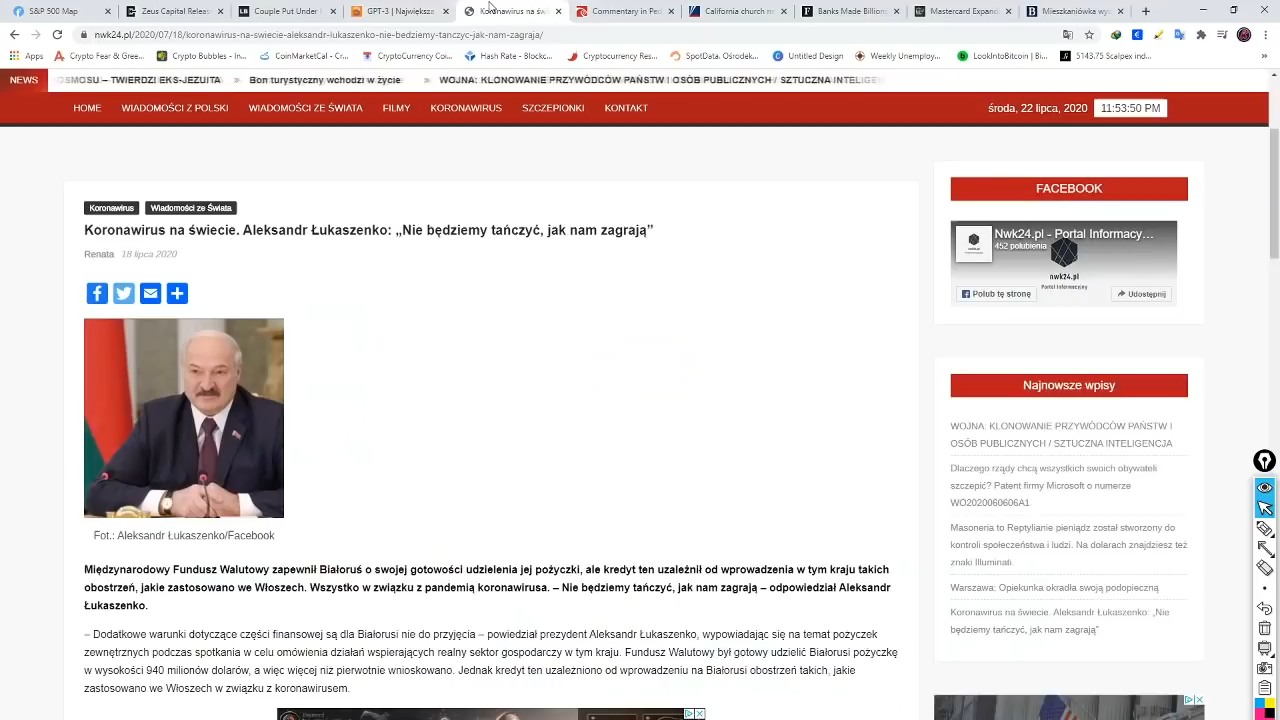 S&P 500 Map
Zeus Capital Releases
Couple Put Under
GPT-3 | Największe
Koronawirus na świe
Commentary in Ped
California church me
Banks Made Billion
Mastercard Expand
Mieszkaniówka wy
nwk24.pl/2020/07/18/koronawirus-na-swiecie-aleksandr-lukaszenko-nie-bedziemy-tanczyc-jak-nam-zagraja/
Apps
Crypto Fear & Gree...
Crypto Bubbles - In...
CoinMarketCal - Cr...
CryptoCurrency Col...
Hash Rate - Blockc...
Cryptocurrency Res...
SpotData. Ośrodek...
Untitled Design
Weekly Unemploy...
LookIntoBitcoin | Bi...
5143.75 Scalpex ind...
»
NEWS
OSMOSU – TWIERDZI EKS-JEZUITA » Bon turystyczny wchodzi w życie » WOJNA: KLONOWANIE PRZYWÓDCÓW PAŃSTW I OSÓB PUBLICZNYCH / SZTUCZNA INTELIGE
HOME WIADOMOŚCI Z POLSKI WIADOMOŚCI ZE ŚWIATA FILMY KORONAWIRUS SZCZEPIONKI KONTAKT
środa, 22 lipca, 2020 11:53:50 PM
Koronawirus Wiadomości ze Świata
Koronawirus na świecie. Aleksandr Łukaszenko: „Nie będziemy tańczyć, jak nam zagrają”
Renata 18 lipca 2020
Fot.: Aleksandr Łukaszenko/Facebook
Międzynarodowy Fundusz Walutowy zapewnił Białoruś o swojej gotowości udzielenia jej pożyczki, ale kredyt ten uzależnił od wprowadzenia w tym kraju takich
obostrzeń, jakie zastosowano we Włoszech. Wszystko w związku z pandemią koronawirusa. – Nie będziemy tańczyć, jak nam zagrają – odpowiedział Aleksandr
Łukaszenko.
– Dodatkowe warunki dotyczące części finansowej są dla Białorusi nie do przyjęcia – powiedział prezydent Aleksandr Łukaszenko, wypowiadając się na temat pożyczek
zewnętrznych podczas spotkania w celu omówienia działań wspierających realny sektor gospodarczy w tym kraju. Fundusz Walutowy był gotowy udzielić Białorusi pożyczkę
w wysokości 940 milionów dolarów, a więc więcej niż pierwotnie wnioskowano. Jednak kredyt ten uzależniono od wprowadzeniu na Białorusi obostrzeń takich, jakie
zastosowano we Włoszech w związku z koronawirusem.
FACEBOOK
Nwk24.pl - Portal Informacy...
452 polubienia
nwk24.pl
Portal Informacyjny
Polub tę stronę
Udostępnij
Najnowsze wpisy
WOJNA: KLONOWANIE PRZYWÓDCÓW PAŃSTW I
OSÓB PUBLICZNYCH / SZTUCZNA INTELIGENCJA
Dlaczego rządy chcą wszystkich swoich obywateli
szczepić? Patent firmy Microsoft o numerze
WO2020060606A1
Masoneria to Reptylianie pieniądz został stworzony do
kontroli społeczeństwa i ludzi. Na dolarach znajdziesz też
znaki Illuminati
Warszawa: Opiekunka okradła swoją podopieczną
Koronawirus na świecie. Aleksandr Łukaszenko: „Nie
będziemy tańczyć, jak nam zagrają”